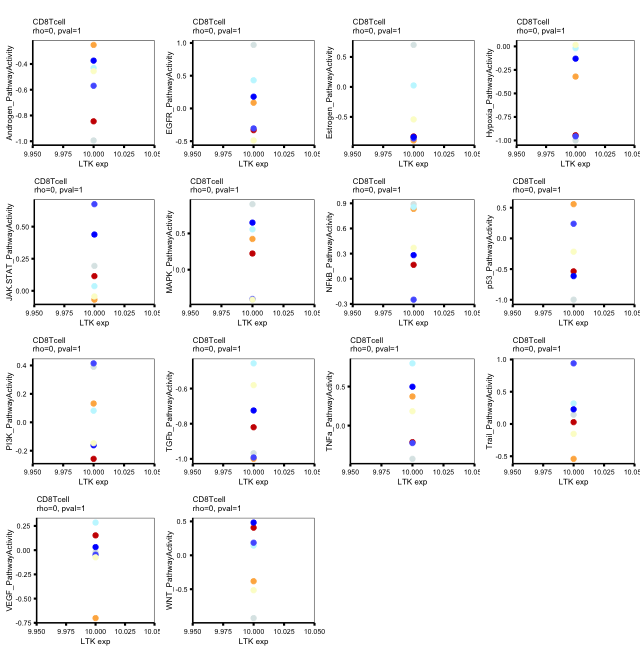 CD8Tcell
rho=0, pval=1
Androgen_PathwayActivity
-0.4
-0.6
-0.8
-1.0
9.950
9.975
10.000
10.025
10.05
LTK exp
CD8Tcell
rho=0, pval=1
EGFR_PathwayActivity
1.0
0.5
0.0
-0.5
9.950
9.975
10.000
10.025
10.05
LTK exp
CD8Tcell
rho=0, pval=1
Estrogen_PathwayActivity
0.5
0.0
-0.5
9.950
9.975
10.000
10.025
10.05
LTK exp
CD8Tcell
rho=0, pval=1
Hypoxia_PathwayActivity
0.00
-0.25
-0.50
-0.75
-1.00
9.950
9.975
10.000
10.025
10.05
LTK exp
CD8Tcell
rho=0, pval=1
JAK.STAT_PathwayActivity
0.50
0.25
0.00
9.950
9.975
10.000
10.025
10.05
LTK exp
CD8Tcell
rho=0, pval=1
MAPK_PathwayActivity
0.5
0.0
9.950
9.975
10.000
10.025
10.05
LTK exp
CD8Tcell
rho=0, pval=1
NFkB_PathwayActivity
0.9
0.6
0.3
0.0
-0.3
9.950
9.975
10.000
10.025
10.05
LTK exp
CD8Tcell
rho=0, pval=1
p53_PathwayActivity
0.5
0.0
-0.5
-1.0
9.950
9.975
10.000
10.025
10.05
LTK exp
CD8Tcell
rho=0, pval=1
PI3K_PathwayActivity
0.4
0.2
0.0
-0.2
9.950
9.975
10.000
10.025
10.05
LTK exp
CD8Tcell
rho=0, pval=1
TGFb_PathwayActivity
-0.6
-0.8
-1.0
9.950
9.975
10.000
10.025
10.05
LTK exp
CD8Tcell
rho=0, pval=1
TNFa_PathwayActivity
0.5
0.0
9.950
9.975
10.000
10.025
10.05
LTK exp
CD8Tcell
rho=0, pval=1
Trail_PathwayActivity
1.0
0.5
0.0
-0.5
9.950
9.975
10.000
10.025
10.05
LTK exp
CD8Tcell
rho=0, pval=1
VEGF_PathwayActivity
0.25
0.00
-0.25
-0.50
-0.75
9.950
9.975
10.000
10.025
10.05
LTK exp
CD8Tcell
rho=0, pval=1
WNT_PathwayActivity
0.5
0.0
-0.5
9.950
9.975
10.000
10.025
10.050
LTK exp